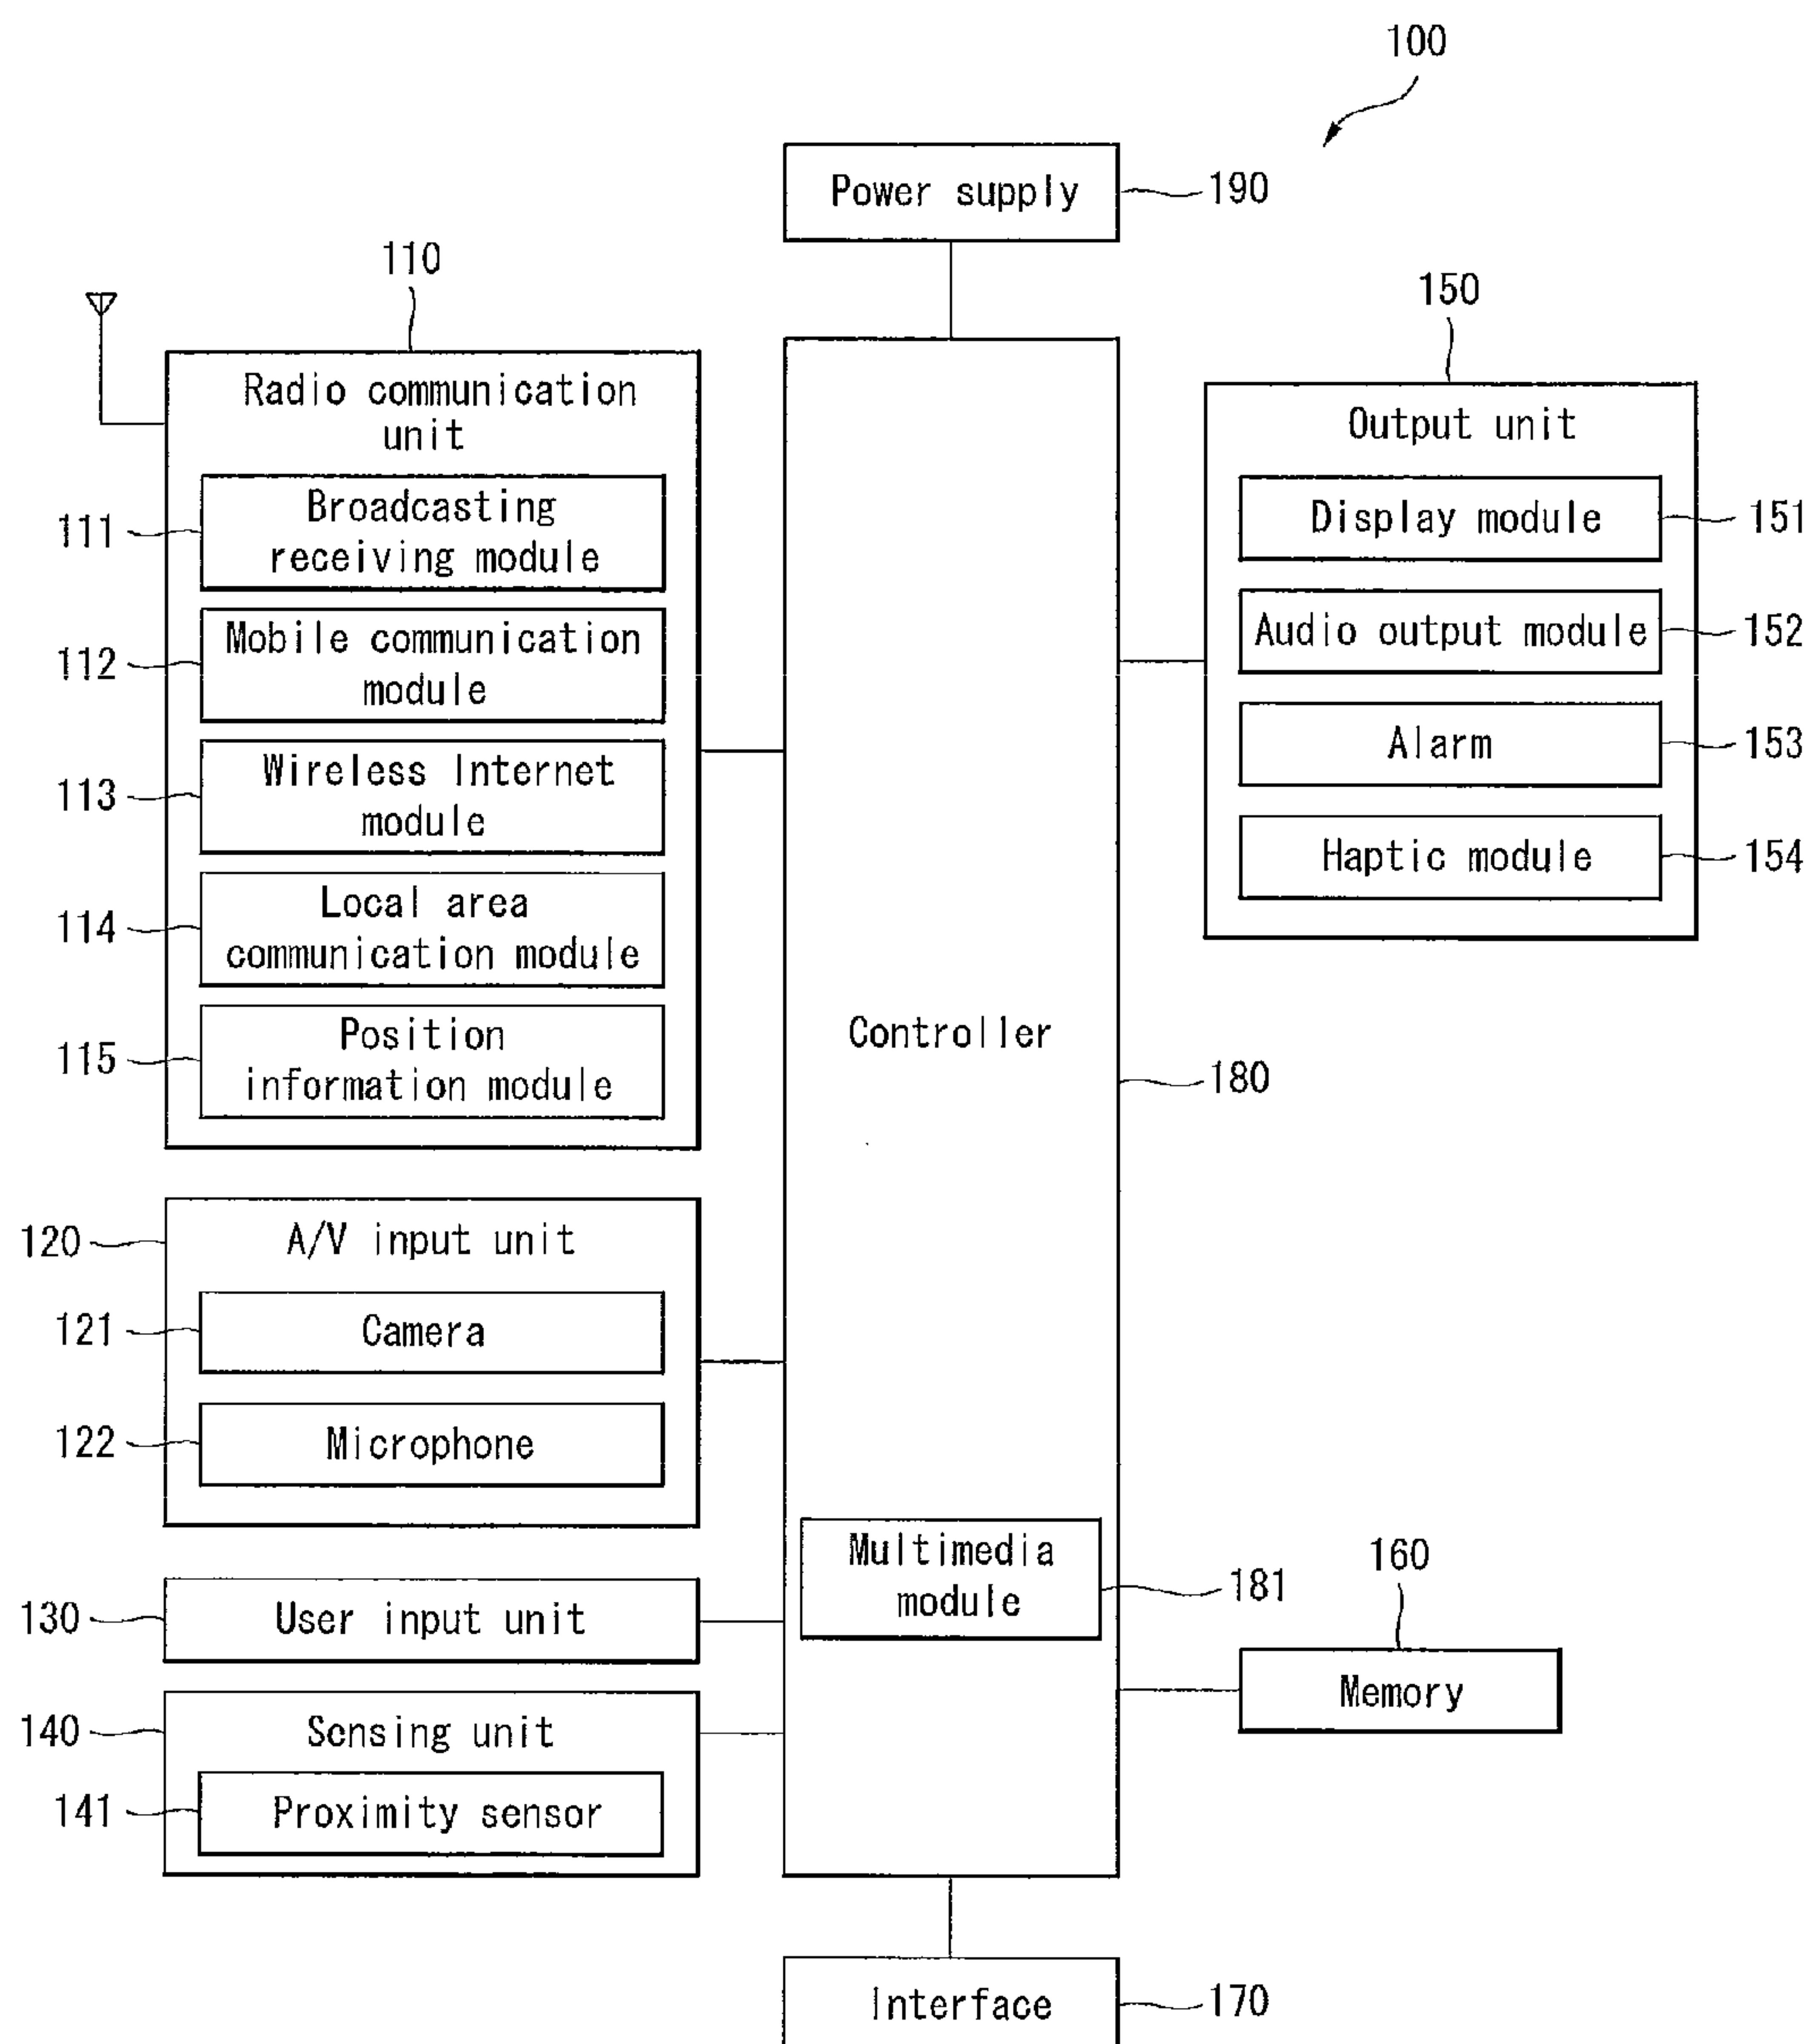 100
Power supply
190
110
Radio communication
unit
111
Broadcasting
receiving module
112
Mobile communication
module
113
Wireless Internet
module
114
Local area
communication module
115
Position
information module
150
Output unit
Display module
151
Audio output module
152
Alarm
153
Haptic module
154
Controller
180
120
A/V input unit
121
Camera
122
Microphone
Multimedia
module
181
130
User input unit
160
Memory
140
Sensing unit
141
Proximity sensor
Interface
170